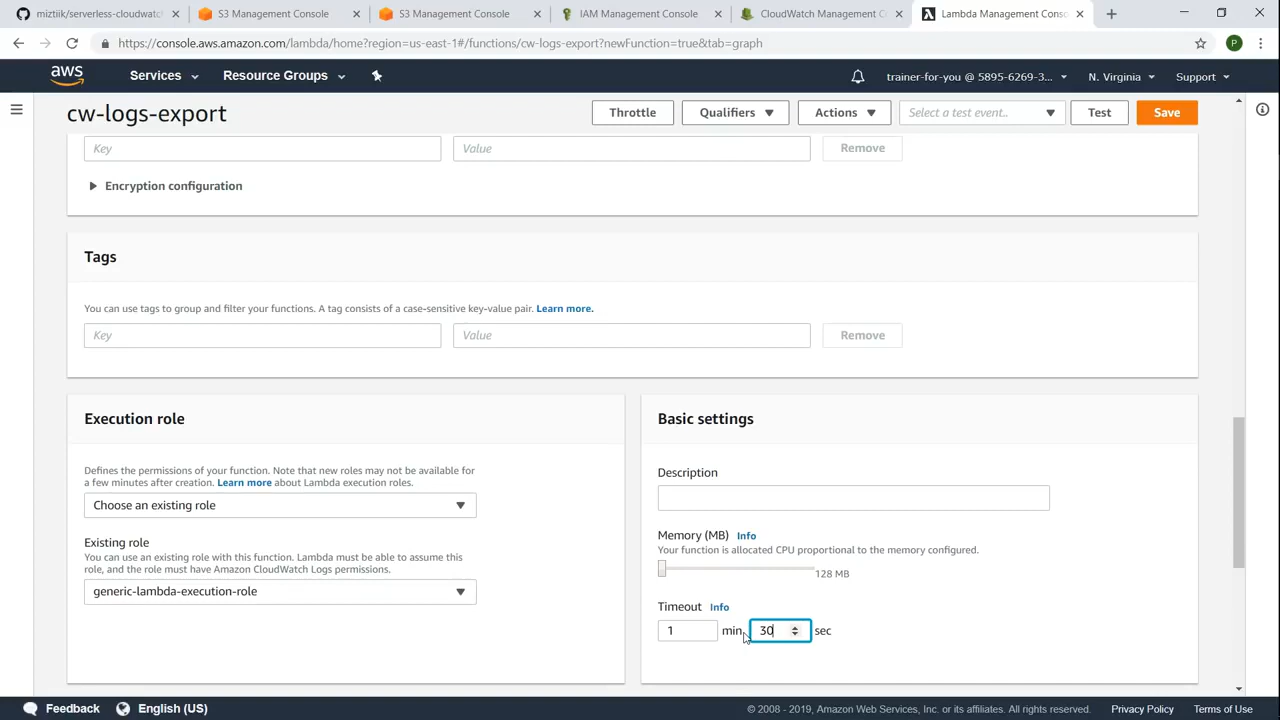 miztiik/serverless-cloudwatch
S3 Management Console
S3 Management Console
IAM Management Console
CloudWatch Management C
Lambda Management Conso
https://console.aws.amazon.com/lambda/home?region=us-east-1#/functions/cw-logs-export?newFunction=true&tab=graph
P
aws
Services
Resource Groups
trainer-for-you @ 5895-6269-3...
N. Virginia
Support
cw-logs-export
Throttle
Qualifiers
Actions
Select a test event..
Test
Save
Key
Value
Remove
Encryption configuration
Tags
You can use tags to group and filter your functions. A tag consists of a case-sensitive key-value pair. Learn more.
Key
Value
Remove
Execution role
Defines the permissions of your function. Note that new roles may not be available for
a few minutes after creation. Learn more about Lambda execution roles.
Choose an existing role
Existing role
You can use an existing role with this function. Lambda must be able to assume this
role, and the role must have Amazon CloudWatch Logs permissions.
generic-lambda-execution-role
Basic settings
Description
Memory (MB) Info
Your function is allocated CPU proportional to the memory configured.
128 MB
Timeout Info
1 min 30 sec
Feedback
English (US)
© 2008 - 2019, Amazon Web Services, Inc. or its affiliates. All rights reserved.
Privacy Policy
Terms of Use